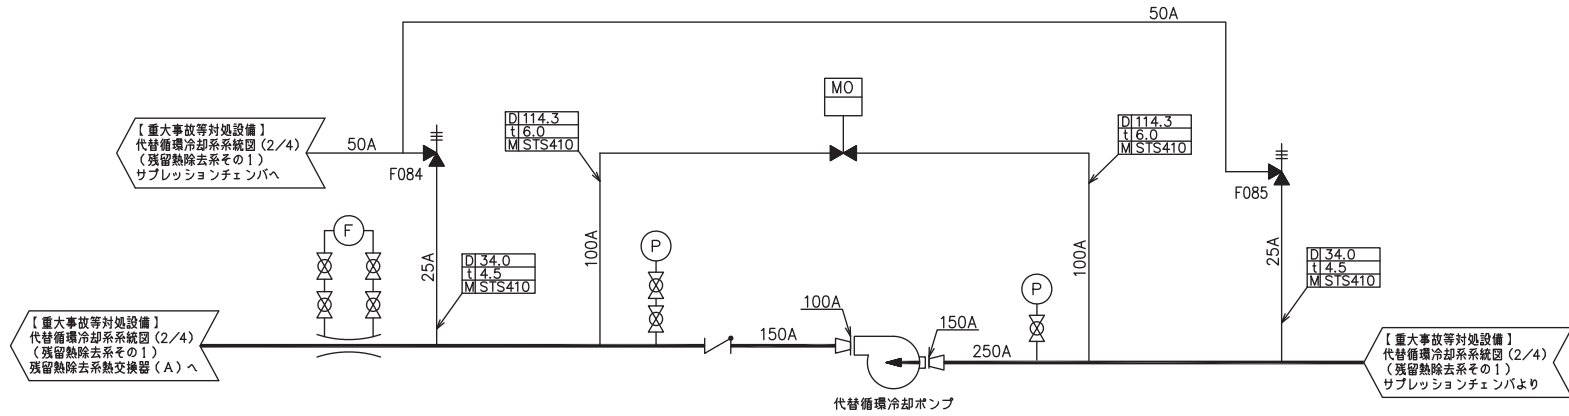 50A
MO
D 114.3
t 6.0
M STS410
D 114.3
t 6.0
M STS410
【重大事故等対処設備】
代替循環冷却系系統図(2/4)
(残留熱除去系その1)
サプレッションチェンバへ
50A
F084
F085
F
25A
100A
P
100A
25A
D 34.0
t 4.5
M STS410
D 34.0
t 4.5
M STS410
P
【重大事故等対処設備】
代替循環冷却系系統図(2/4)
(残留熱除去系その1)
残留熱除去系熱交換器(A)へ
150A
100A
150A
250A
【重大事故等対処設備】
代替循環冷却系系統図(2/4)
(残留熱除去系その1)
サプレッションチェンバより
代替循環冷却ポンプ